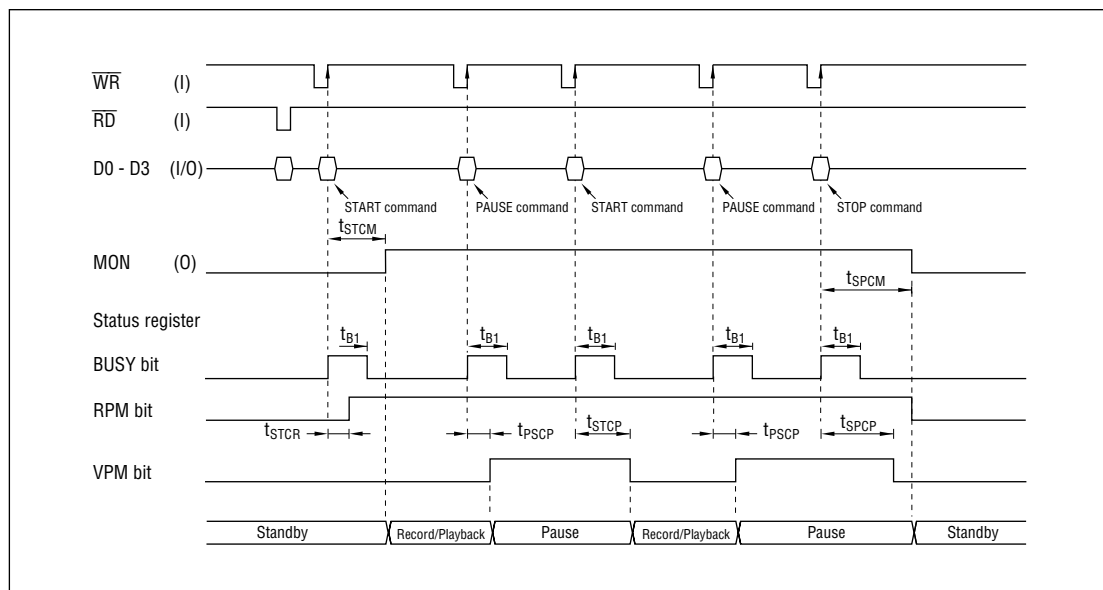 WR (I)
RD (I)
D0 - D3 (I/O)
START command PAUSE command START command PAUSE command STOP command
tSTCM
MON (O)
tSPCM
Status register
tB1 tB1 tB1 tB1 tB1
BUSY bit
RPM bit
tSTCR tPSCP tSTCP tPSCP tSPCP
VPM bit
Standby Record/Playback Pause Record/Playback Pause Standby